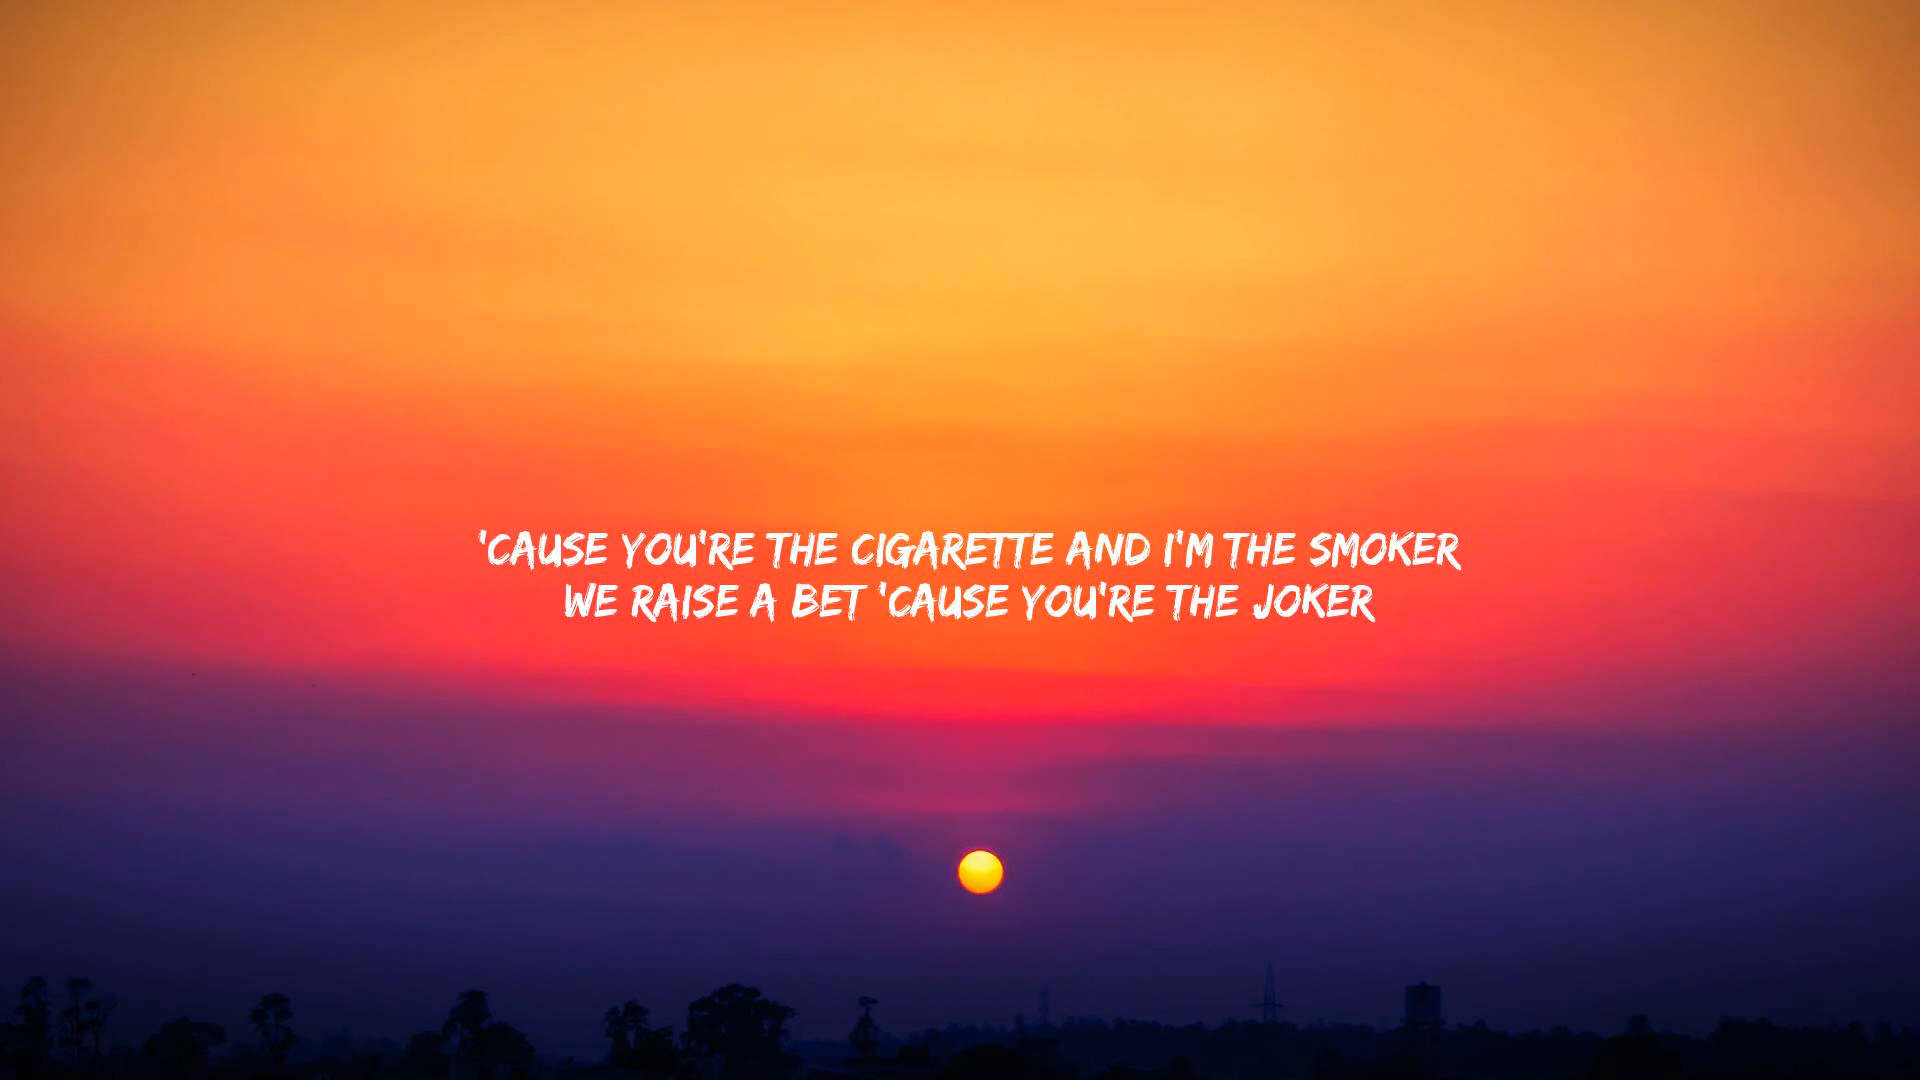 'CAUSE YOU'RE THE CIGARETTE AND I'M THE SMOKER
WE RAISE A BET 'CAUSE YOU'RE THE JOKER